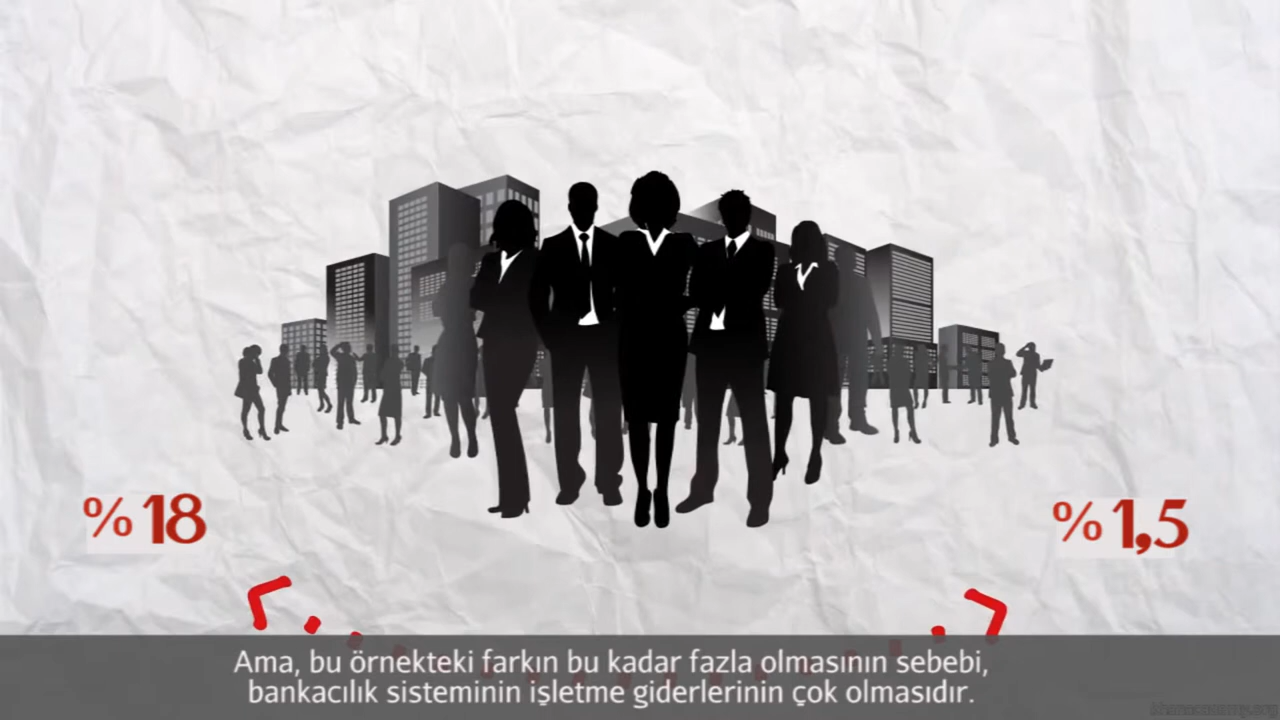 % 18
% 1,5
Ama, bu örnekteki farkın bu kadar fazla olmasının sebebi,
bankacılık sisteminin işletme giderlerinin çok olmasıdır.